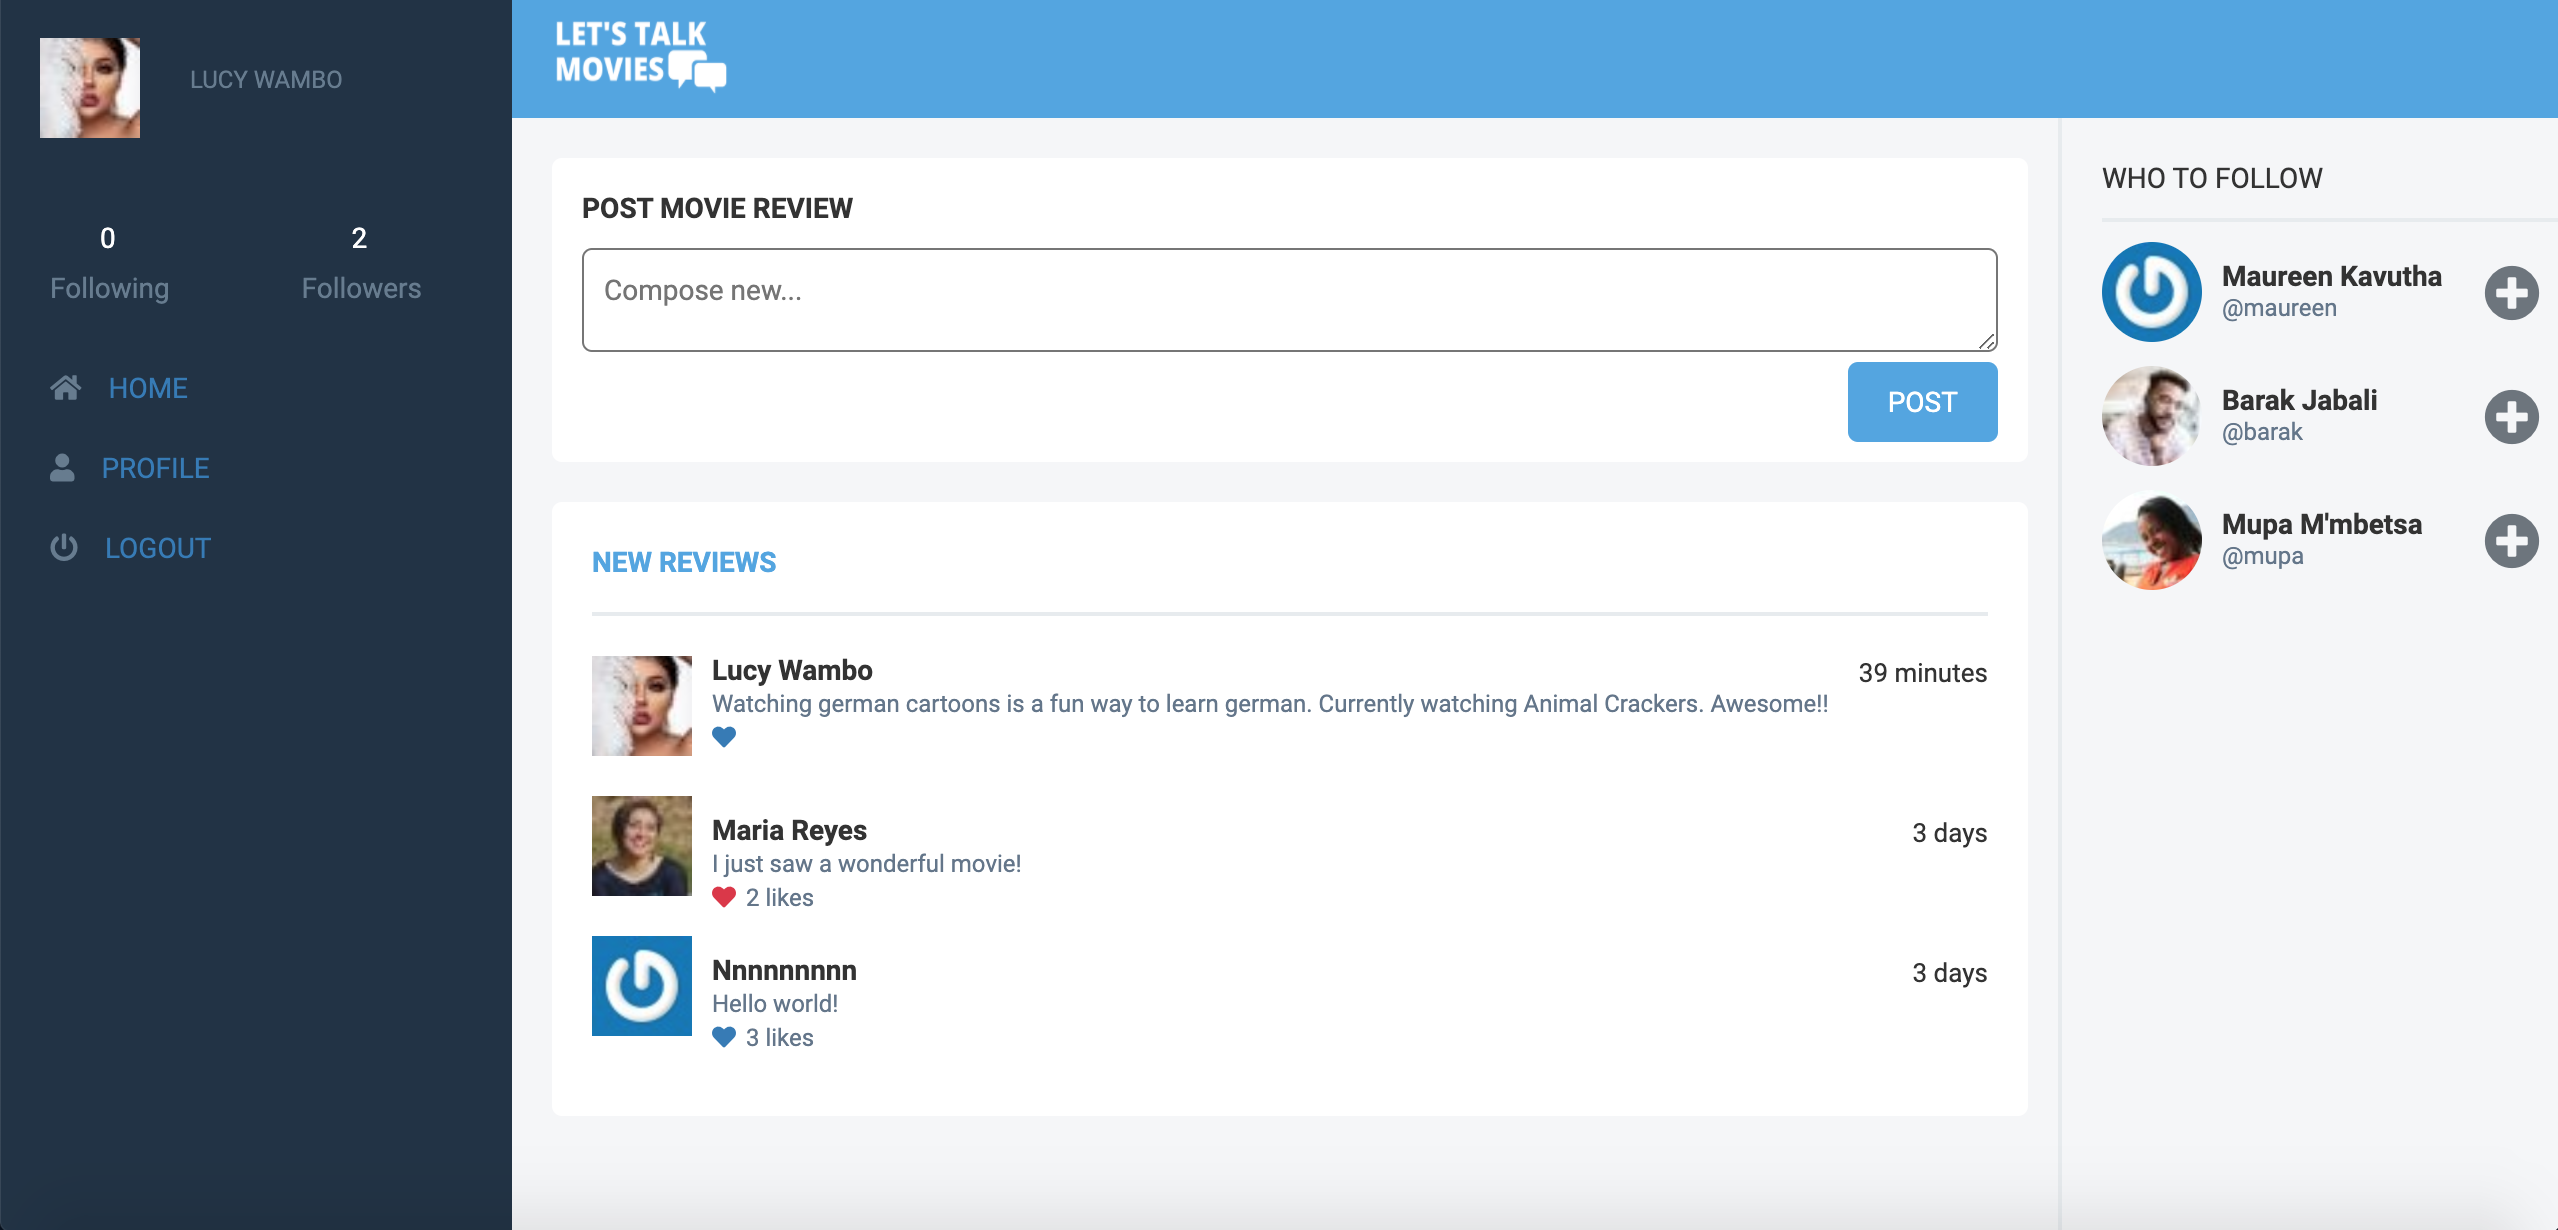 LUCY WAMBO
0
Following
2
Followers
HOME
PROFILE
LOGOUT
LET'S TALK
MOVIES
POST MOVIE REVIEW
Compose new...
POST
NEW REVIEWS
Lucy Wambo
39 minutes
Watching german cartoons is a fun way to learn german. Currently watching Animal Crackers. Awesome!!
Maria Reyes
3 days
I just saw a wonderful movie!
2 likes
Nnnnnnnnn
3 days
Hello world!
3 likes
WHO TO FOLLOW
Maureen Kavutha
@maureen
Barak Jabali
@barak
Mupa M'mbetsa
@mupa